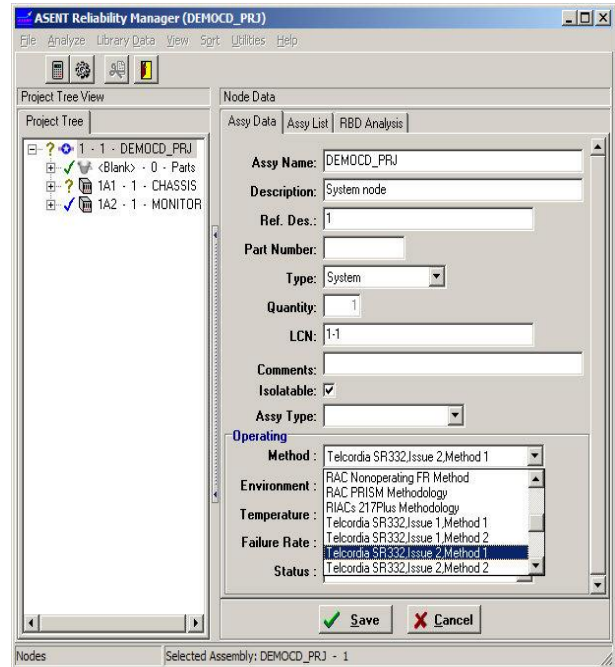 ASENT Reliability Manager (DEMOCD_PRJ)
File Analyze Library Data View Sort Utilities Help
Project Tree View
Node Data
Project Tree
Assy Data Assy List RBD Analysis
? 1 - 1 - DEMOCD_PRJ
<Blank> - 0 - Parts
? 1A1 - 1 - CHASSIS
1A2 - 1 - MONITOR
Assy Name: DEMOCD_PRJ
Description: System node
Ref. Des.: 1
Part Number:
Type: System
Quantity: 1
LCN: 1-1
Comments:
Isolatable:
Assy Type:
Operating
Method : Telcordia SR332,Issue 2,Method 1
Environment :
Temperature :
Failure Rate :
Status :
RAC Nonoperating FR Method
RAC PRISM Methodology
RIACs 217Plus Methodology
Telcordia SR332,Issue 1,Method 1
Telcordia SR332,Issue 1,Method 2
Telcordia SR332,Issue 2,Method 1
Telcordia SR332,Issue 2,Method 2
Save Cancel
Nodes Selected Assembly: DEMOCD_PRJ - 1